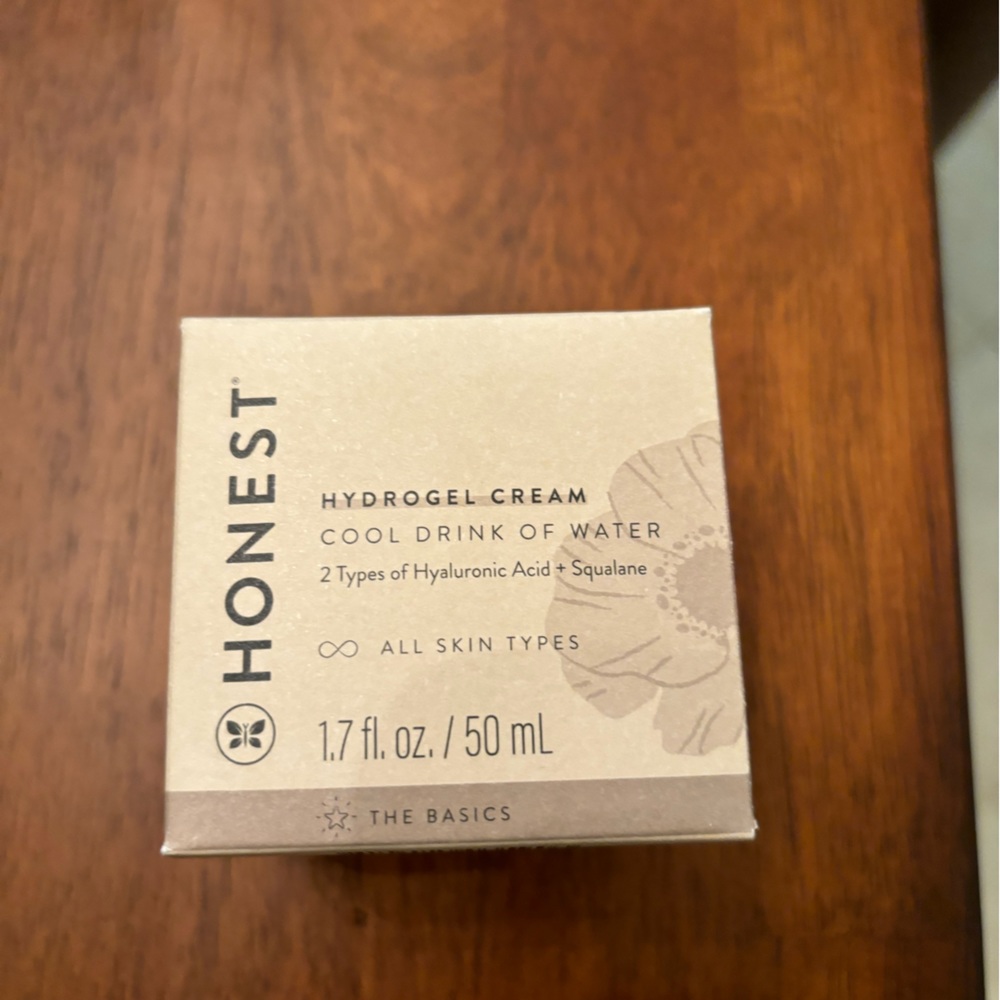 HONEST®
HYDROGEL CREAM
COOL DRINK OF WATER
2 Types of Hyaluronic Acid + Squalane
ALL SKIN TYPES
1.7 fl. oz. / 50 mL
THE BASICS